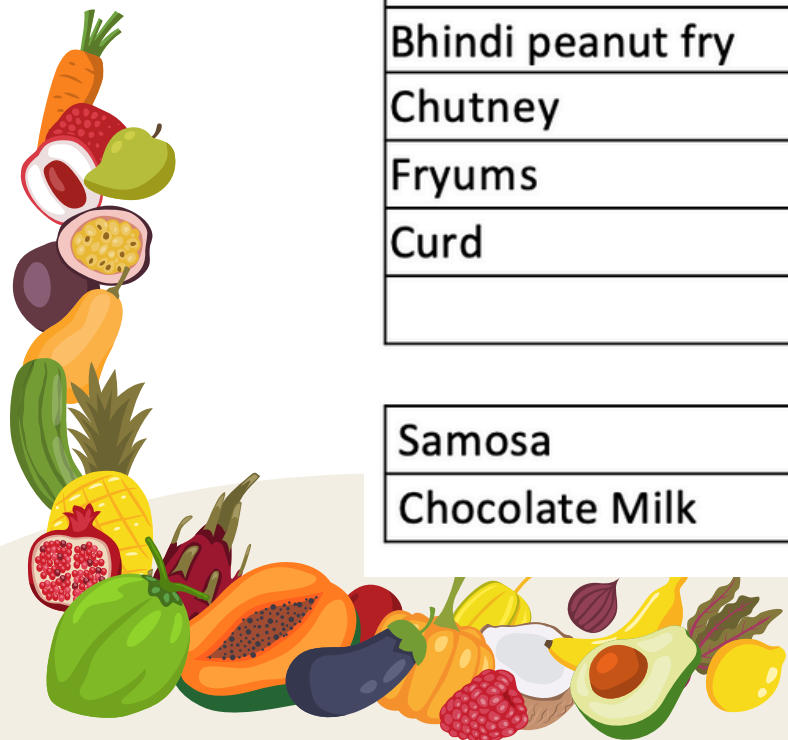 Bhindi peanut fry
Chutney
Fryums
Curd
Samosa
Chocolate Milk